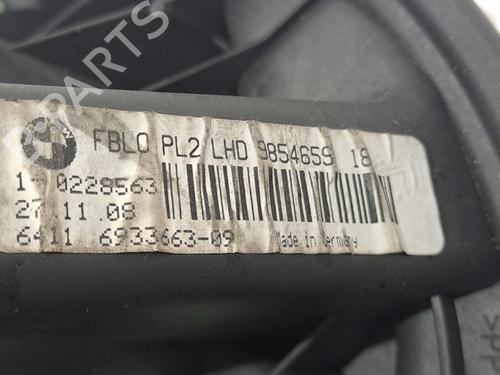 B-PARTS
FBLO PL2 LHD 9854659 18
1- 0228563
27.11.08
6411 6933663-09 Made in Germany